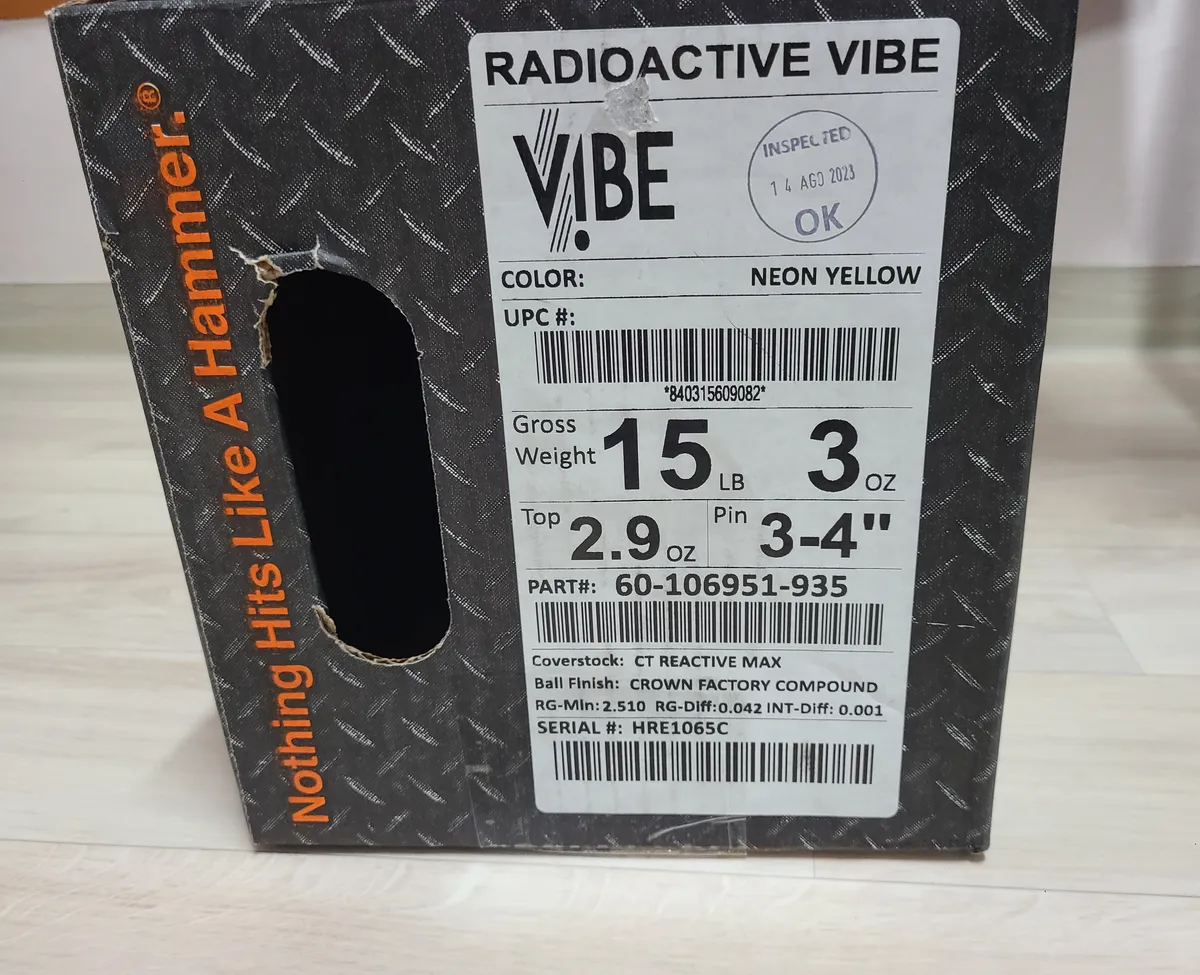 Nothing Hits Like A Hammer.®
RADIOACTIVE VIBE
VIBE
INSPECTED
14 AGO 2023
OK
COLOR: NEON YELLOW
UPC #:
*840315609082*
Gross Weight 15 LB 3 OZ
Top 2.9 OZ Pin 3-4"
PART#: 60-106951-935
Coverstock: CT REACTIVE MAX
Ball Finish: CROWN FACTORY COMPOUND
RG-Min: 2.510 RG-Diff: 0.042 INT-Diff: 0.001
SERIAL #: HRE1065C